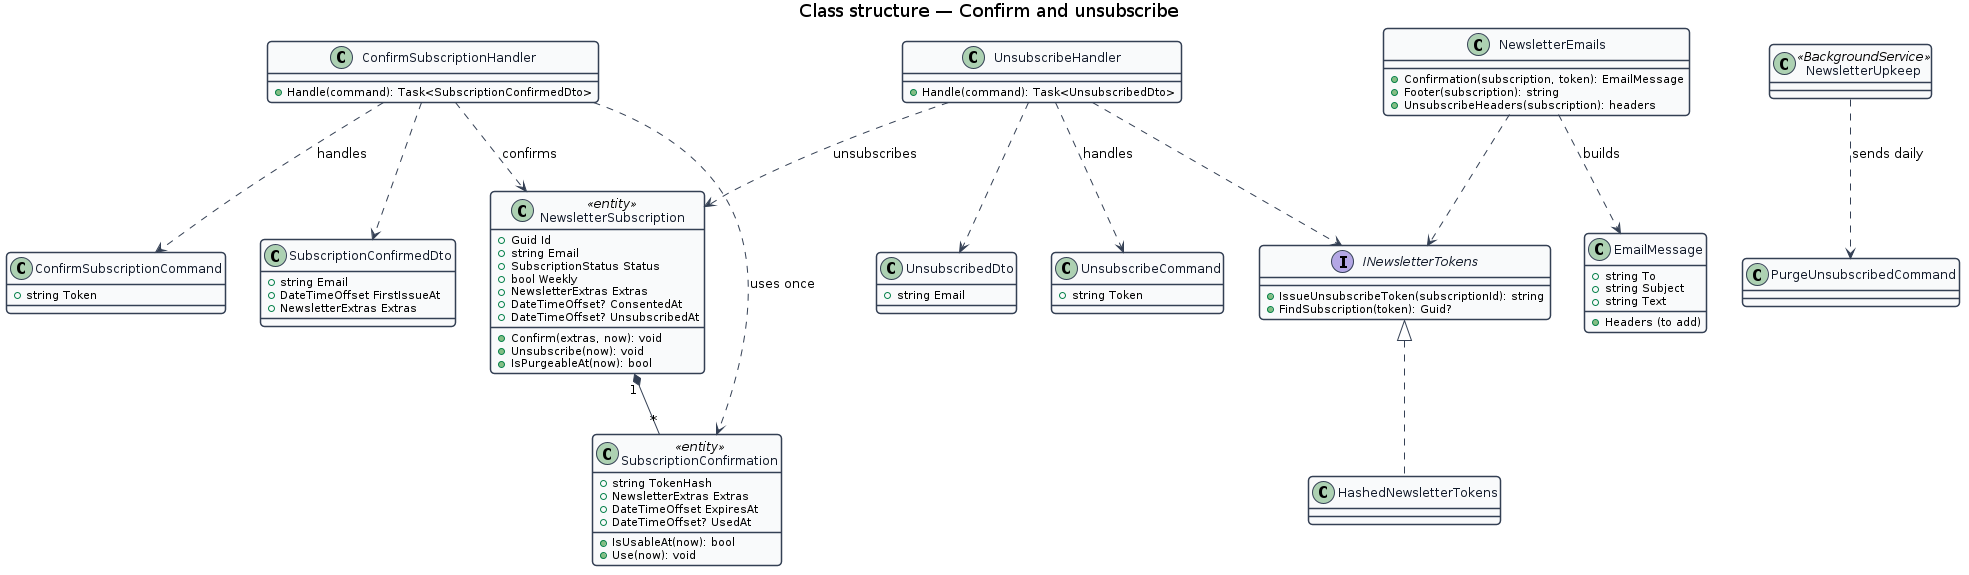 Class structure — Confirm and unsubscribe
C ConfirmSubscriptionHandler
Handle(command): Task<SubscriptionConfirmedDto>
C UnsubscribeHandler
Handle(command): Task<UnsubscribedDto>
C NewsletterEmails
Confirmation(subscription, token): EmailMessage
Footer(subscription): string
UnsubscribeHeaders(subscription): headers
«BackgroundService»
C NewsletterUpkeep
handles
confirms
unsubscribes
handles
builds
sends daily
uses once
C ConfirmSubscriptionCommand
string Token
C SubscriptionConfirmedDto
string Email
DateTimeOffset FirstIssueAt
NewsletterExtras Extras
«entity»
C NewsletterSubscription
Guid Id
string Email
SubscriptionStatus Status
bool Weekly
NewsletterExtras Extras
DateTimeOffset? ConsentedAt
DateTimeOffset? UnsubscribedAt
Confirm(extras, now): void
Unsubscribe(now): void
IsPurgeableAt(now): bool
C UnsubscribedDto
string Email
C UnsubscribeCommand
string Token
I INewsletterTokens
IssueUnsubscribeToken(subscriptionId): string
FindSubscription(token): Guid?
C EmailMessage
string To
string Subject
string Text
Headers (to add)
C PurgeUnsubscribedCommand
1
*
«entity»
C SubscriptionConfirmation
string TokenHash
NewsletterExtras Extras
DateTimeOffset ExpiresAt
DateTimeOffset? UsedAt
IsUsableAt(now): bool
Use(now): void
C HashedNewsletterTokens